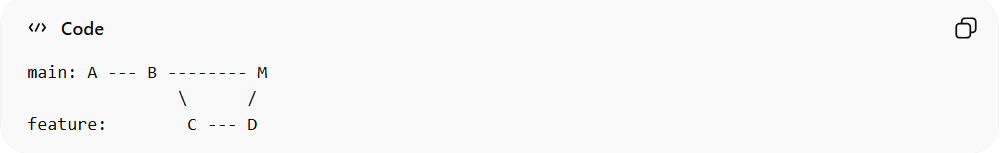 Code
main: A --- B -------- M
               \      /
feature:        C --- D